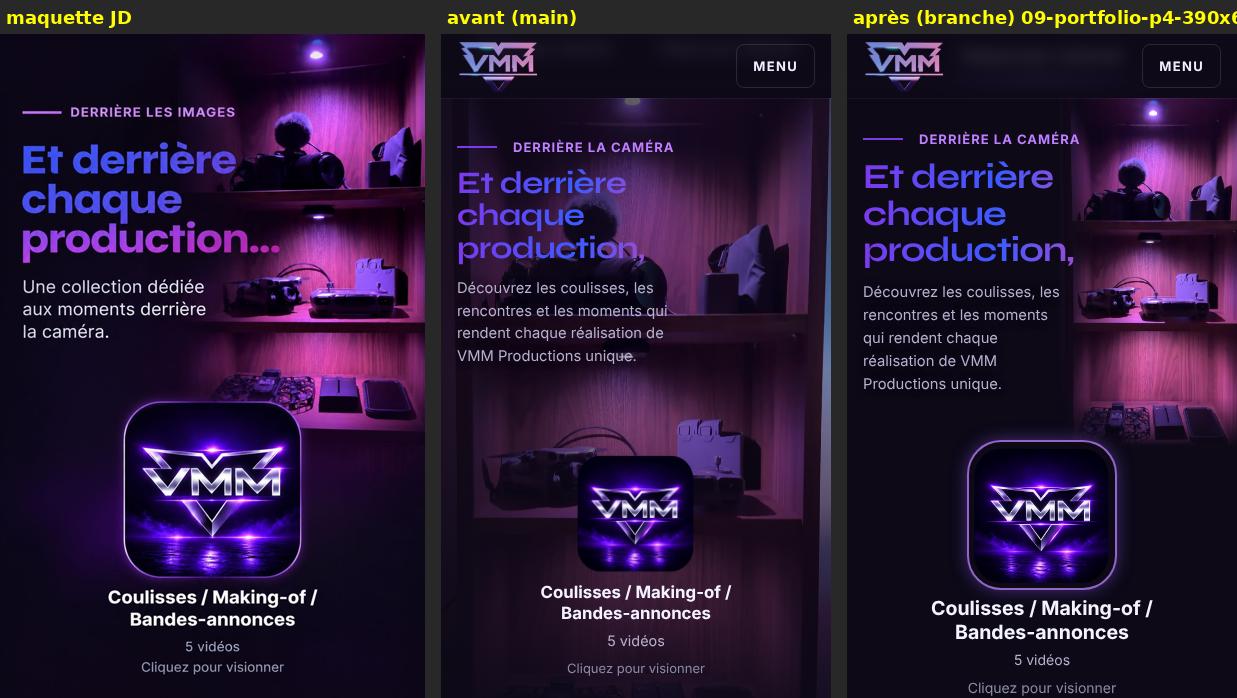 maquette JD
DERRIÈRE LES IMAGES
Et derrière
chaque
production...
Une collection dédiée
aux moments derrière
la caméra.
VMM
Coulisses / Making-of /
Bandes-annonces
5 vidéos
Cliquez pour visionner
avant (main)
VMM
MENU
DERRIÈRE LA CAMÉRA
Et derrière
chaque
production,
Découvrez les coulisses, les
rencontres et les moments qui
rendent chaque réalisation de
VMM Productions unique.
VMM
Coulisses / Making-of /
Bandes-annonces
5 vidéos
Cliquez pour visionner
après (branche) 09-portfolio-p4-390x6
VMM
MENU
DERRIÈRE LA CAMÉRA
Et derrière
chaque
production,
Découvrez les coulisses, les
rencontres et les moments
qui rendent chaque
réalisation de VMM
Productions unique.
VMM
Coulisses / Making-of /
Bandes-annonces
5 vidéos
Cliquez pour visionner